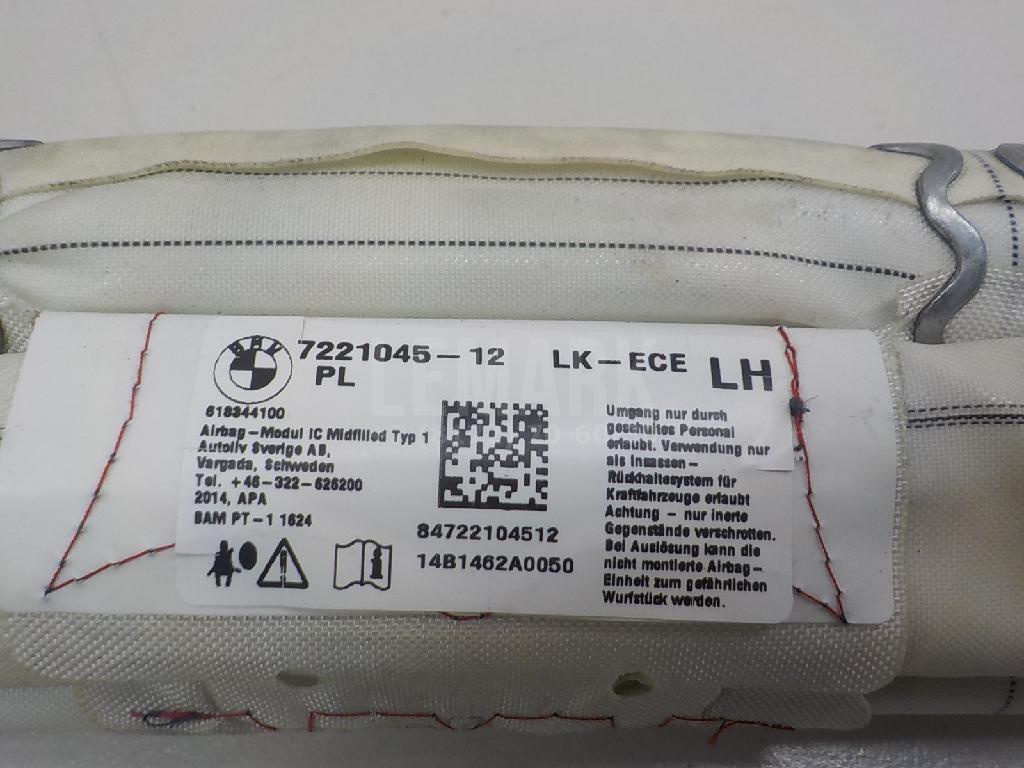 BMW
7221045-12 LK-ECE LH
PL
618344100
Airbag-Modul IC Midfilled Typ 1
Autoliv Sverige AB,
Vargada, Schweden
Tel. +46-322-626200
2014, APA
BAM PT-1 1624
84722104512
14B1462A0050
Umgang nur durch
geschultes Personal
erlaubt. Verwendung nur
als Insassen-
Rückhaltesystem für
Kraftfahrzeuge erlaubt
Achtung - nur inerte
Gegenstände verschrotten.
Bei Auslösung kann die
nicht montierte Airbag-
Einheit zum gefährlichen
Wurfstück werden.
LEMARK